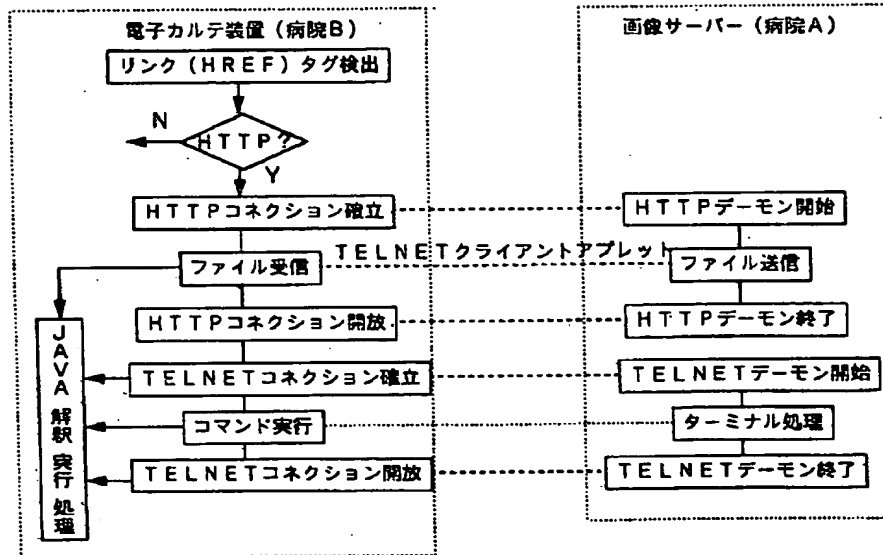 電子カルテ装置（病院B）
リンク（HREF）タグ検出
N
HTTP?
Y
HTTPコネクション確立
ファイル受信
HTTPコネクション開放
TELNETコネクション確立
コマンド実行
TELNETコネクション開放
JAVA解釈実行処理
TELNETクライアントアプレット
画像サーバー（病院A）
HTTPデーモン開始
ファイル送信
HTTPデーモン終了
TELNETデーモン開始
ターミナル処理
TELNETデーモン終了